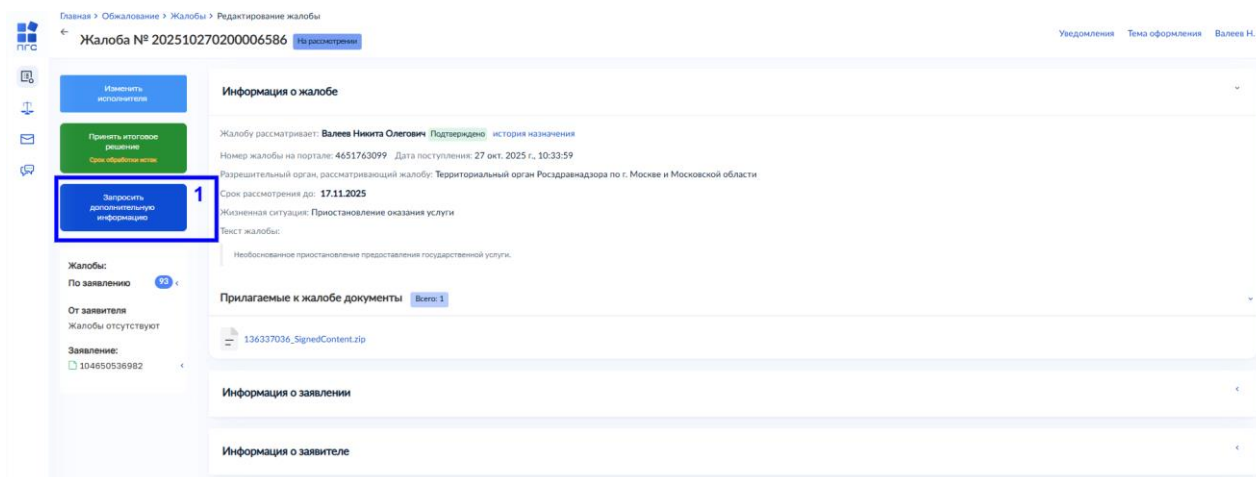 Главная > Обжалование > Жалобы > Редактирование жалобы
← Жалоба № 202510270200006586 На рассмотрении
Уведомления Тема оформления Валеев Н.
пгс
Изменить
исполнителя
Принять итоговое
решение
Срок обработки истек
Запросить
дополнительную
информацию
1
Жалобы:
По заявлению 93
От заявителя
Жалобы отсутствуют
Заявление:
104650536982
Информация о жалобе
Жалобу рассматривает: Валеев Никита Олегович Подтверждено история назначения
Номер жалобы на портале: 4651763099 Дата поступления: 27 окт. 2025 г., 10:33:59
Разрешительный орган, рассматривающий жалобу: Территориальный орган Росздравнадзора по г. Москве и Московской области
Срок рассмотрения до: 17.11.2025
Жизненная ситуация: Приостановление оказания услуги
Текст жалобы:
Необоснованное приостановление предоставления государственной услуги.
Прилагаемые к жалобе документы Всего: 1
136337036_SignedContent.zip
Информация о заявлении
Информация о заявителе